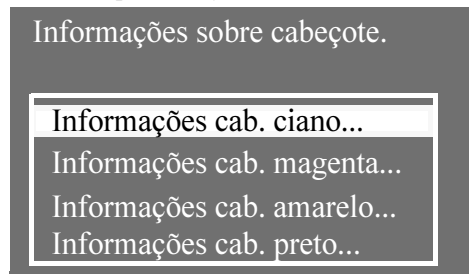 Informações sobre cabeçote.
Informações cab. ciano...
Informações cab. magenta...
Informações cab. amarelo...
Informações cab. preto...